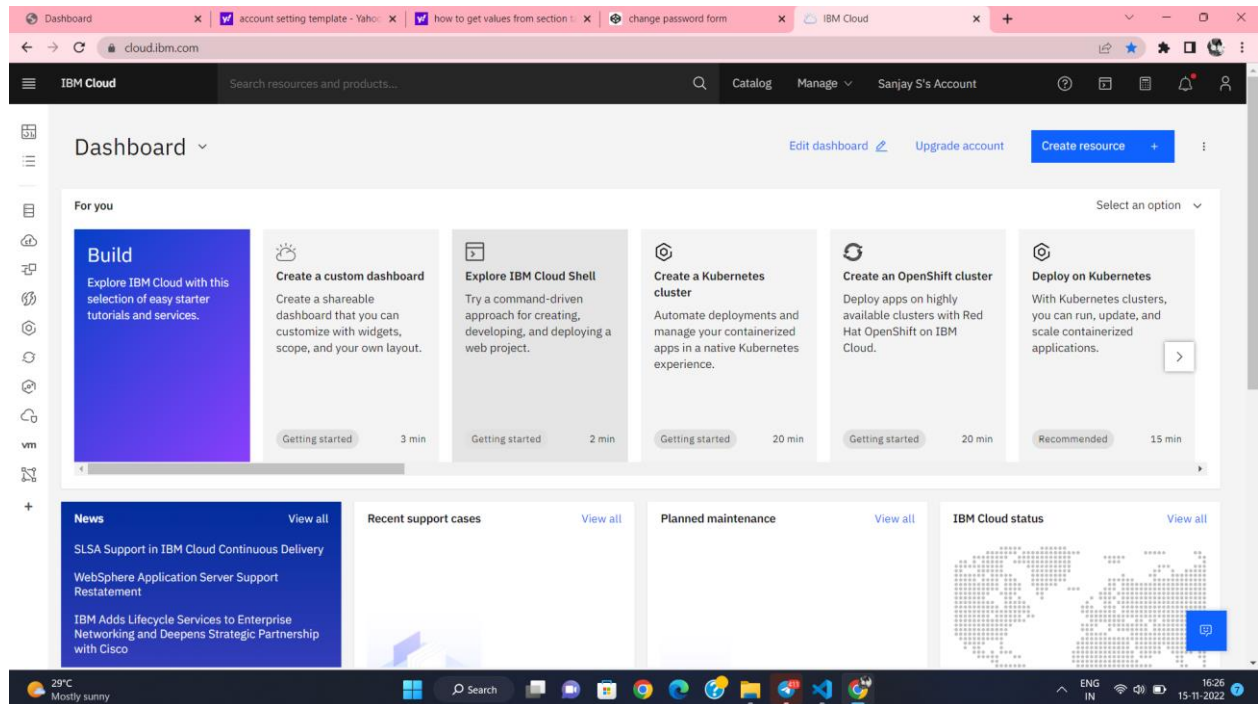 Dashboard
account setting template - Yahoo
how to get values from section t
change password form
IBM Cloud
cloud.ibm.com
IBM Cloud
Search resources and products...
Catalog
Manage
Sanjay S's Account
Dashboard
Edit dashboard
Upgrade account
Create resource +
For you
Select an option
Build
Explore IBM Cloud with this
selection of easy starter
tutorials and services.
Create a custom dashboard
Create a shareable
dashboard that you can
customize with widgets,
scope, and your own layout.
Getting started 3 min
Explore IBM Cloud Shell
Try a command-driven
approach for creating,
developing, and deploying a
web project.
Getting started 2 min
Create a Kubernetes
cluster
Automate deployments and
manage your containerized
apps in a native Kubernetes
experience.
Getting started 20 min
Create an OpenShift cluster
Deploy apps on highly
available clusters with Red
Hat OpenShift on IBM
Cloud.
Getting started 20 min
Deploy on Kubernetes
With Kubernetes clusters,
you can run, update, and
scale containerized
applications.
Recommended 15 min
vm
News View all
SLSA Support in IBM Cloud Continuous Delivery
WebSphere Application Server Support
Restatement
IBM Adds Lifecycle Services to Enterprise
Networking and Deepens Strategic Partnership
with Cisco
Recent support cases View all
Planned maintenance View all
IBM Cloud status View all
29°C
Mostly sunny
Search
ENG
IN
16:26
15-11-2022